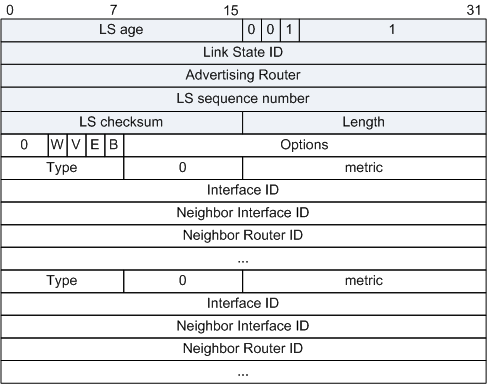 0 7 15 31
LS age 0 0 1 1
Link State ID
Advertising Router
LS sequence number
LS checksum Length
0 W V E B Options
Type 0 metric
Interface ID
Neighbor Interface ID
Neighbor Router ID
...
Type 0 metric
Interface ID
Neighbor Interface ID
Neighbor Router ID
...